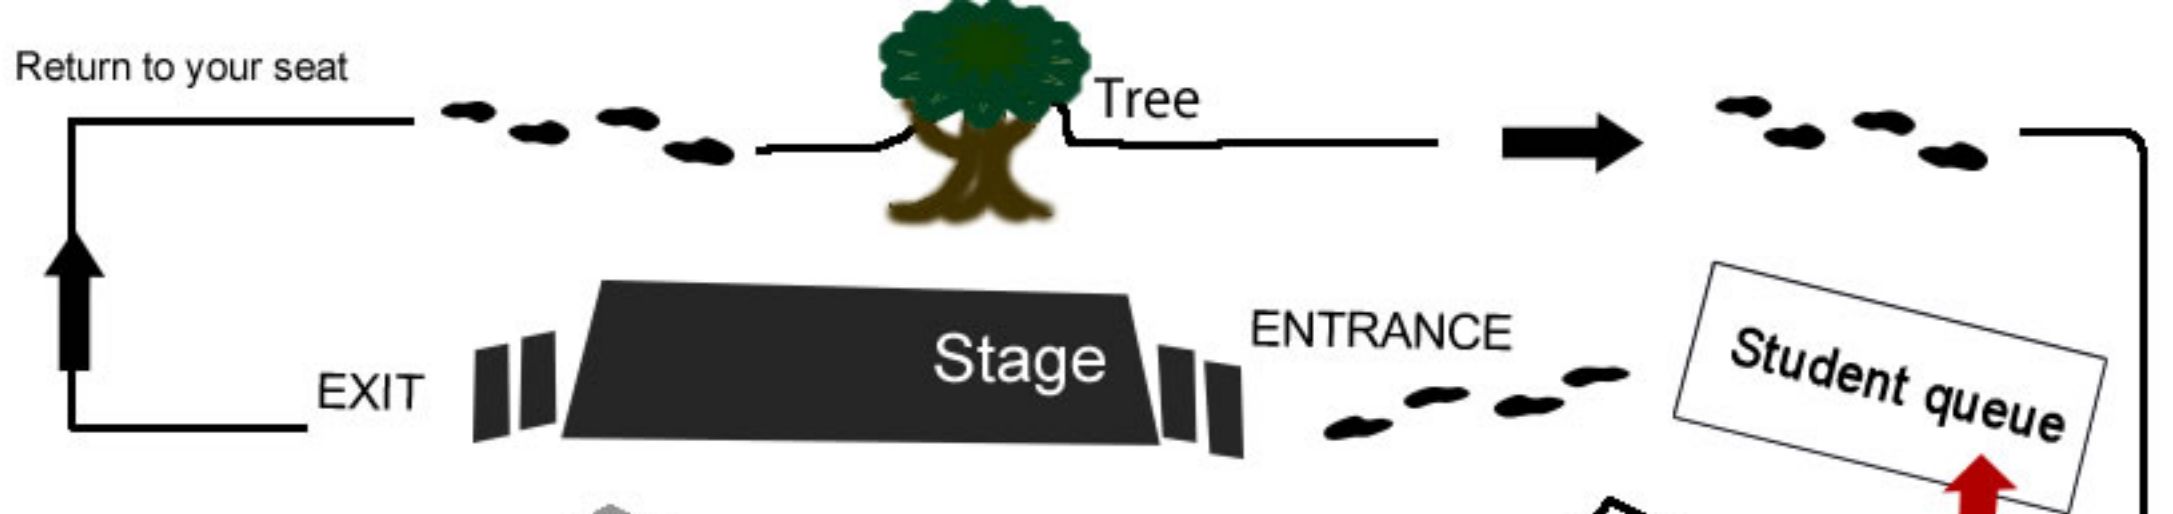 Return to your seat
Tree
ENTRANCE
Stage
Student queue
EXIT